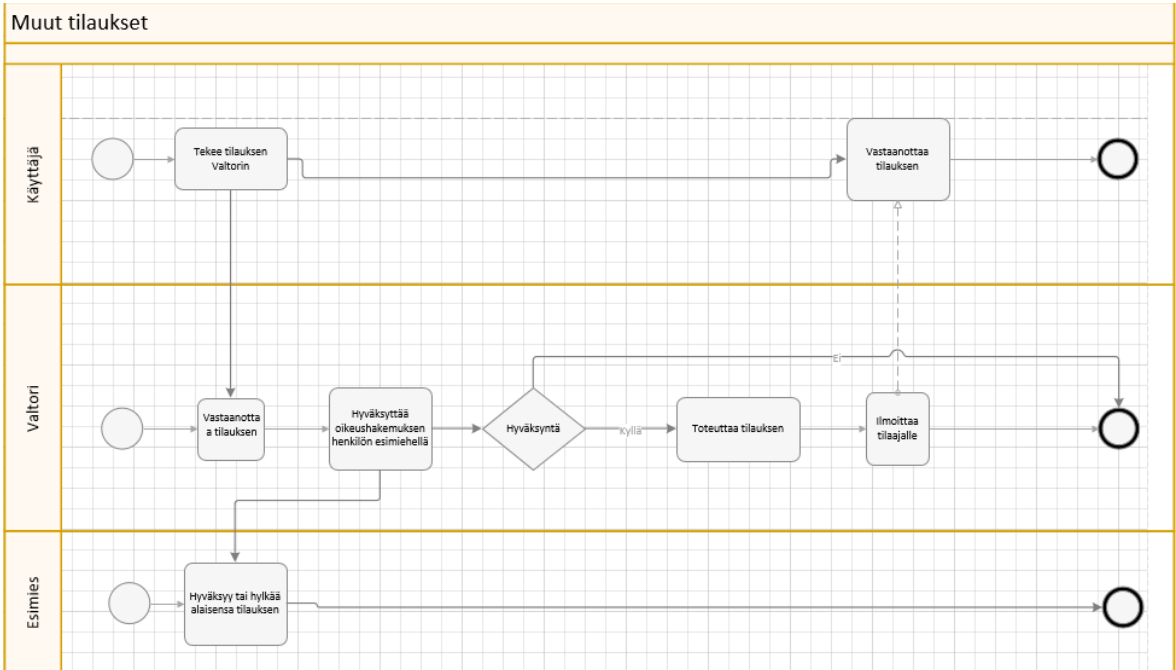 Muut tilaukset
Käyttäjä
Tekee tilauksen
Valtorin
Vastaanottaa
tilauksen
Valtori
Vastaanotta
a tilauksen
Hyväksyttää
oikeushakemuksen
henkilön esimiehellä
Hyväksyntä
Kyllä
Ei
Toteuttaa tilauksen
Ilmoittaa
tilaajalle
Esimies
Hyväksyy tai hylkää
alaisensa tilauksen